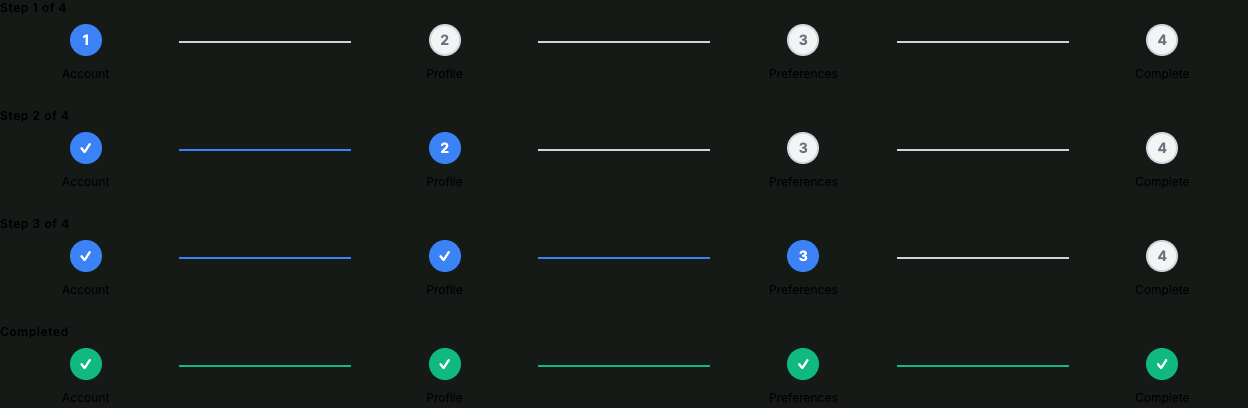 Step 1 of 4
1 2 3 4
Account Profile Preferences Complete
Step 2 of 4
2 3 4
Account Profile Preferences Complete
Step 3 of 4
3 4
Account Profile Preferences Complete
Completed
Account Profile Preferences Complete